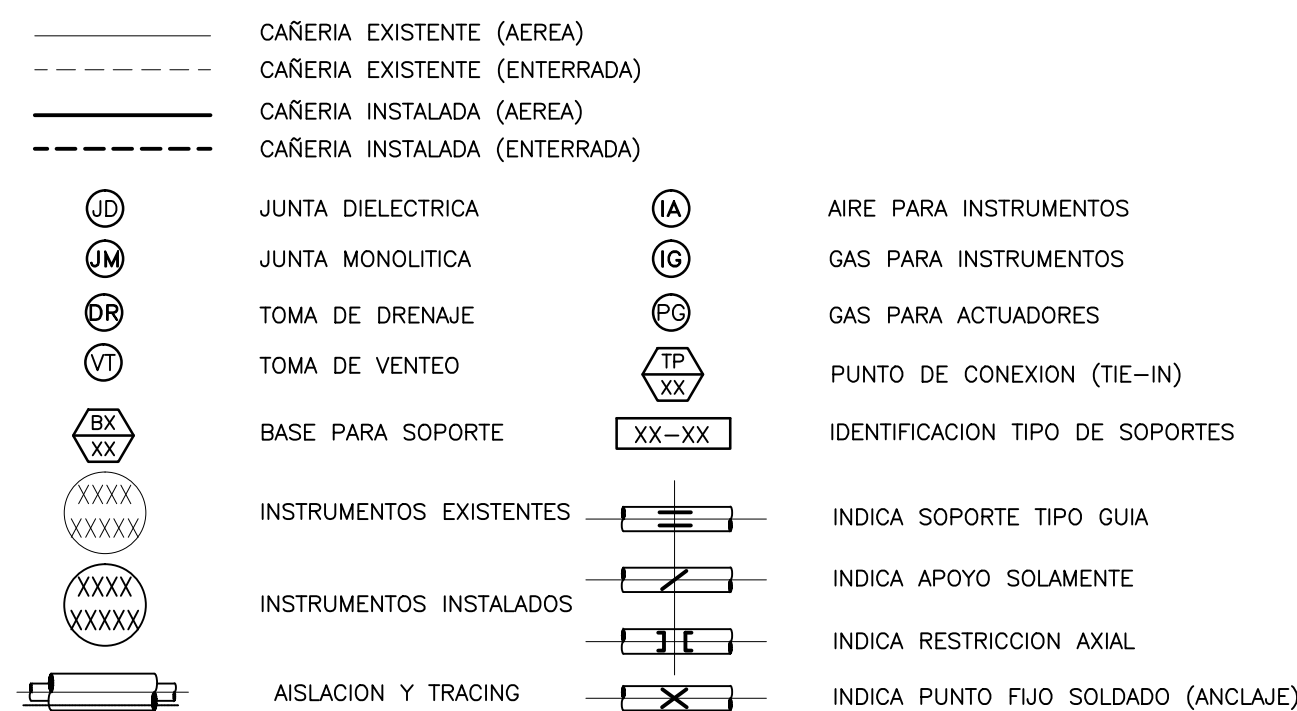 CAÑERIA EXISTENTE (AEREA)
CAÑERIA EXISTENTE (ENTERRADA)
CAÑERIA INSTALADA (AEREA)
CAÑERIA INSTALADA (ENTERRADA)
JD JUNTA DIELECTRICA
IA AIRE PARA INSTRUMENTOS
JM JUNTA MONOLITICA
IG GAS PARA INSTRUMENTOS
DR TOMA DE DRENAJE
PG GAS PARA ACTUADORES
VT TOMA DE VENTEO
TP
XX
PUNTO DE CONEXION (TIE-IN)
BX
XX
BASE PARA SOPORTE
XX-XX IDENTIFICACION TIPO DE SOPORTES
XXXX
XXXXX
INSTRUMENTOS EXISTENTES
INDICA SOPORTE TIPO GUIA
INDICA APOYO SOLAMENTE
XXXX
XXXXX
INSTRUMENTOS INSTALADOS
INDICA RESTRICCION AXIAL
AISLACION Y TRACING
INDICA PUNTO FIJO SOLDADO (ANCLAJE)